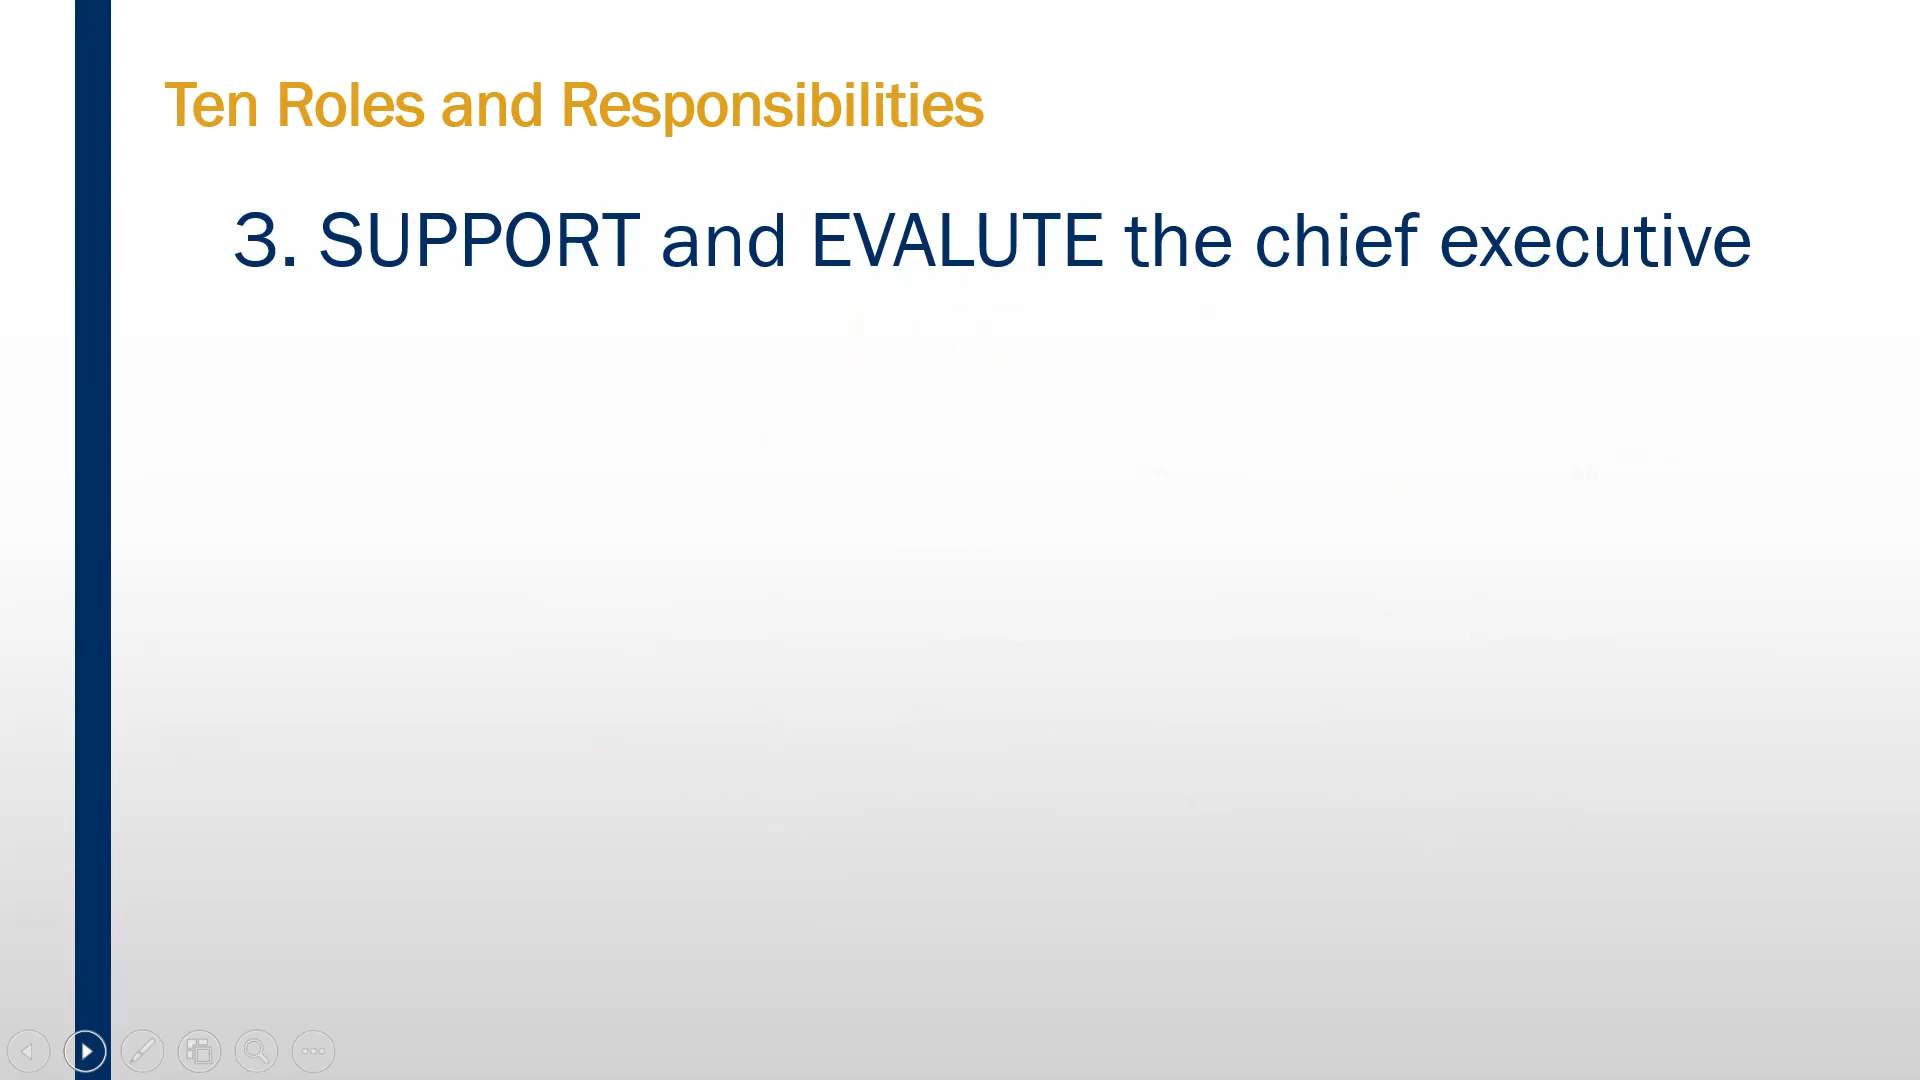 Ten Roles and Responsibilities
3. SUPPORT and EVALUTE the chief executive